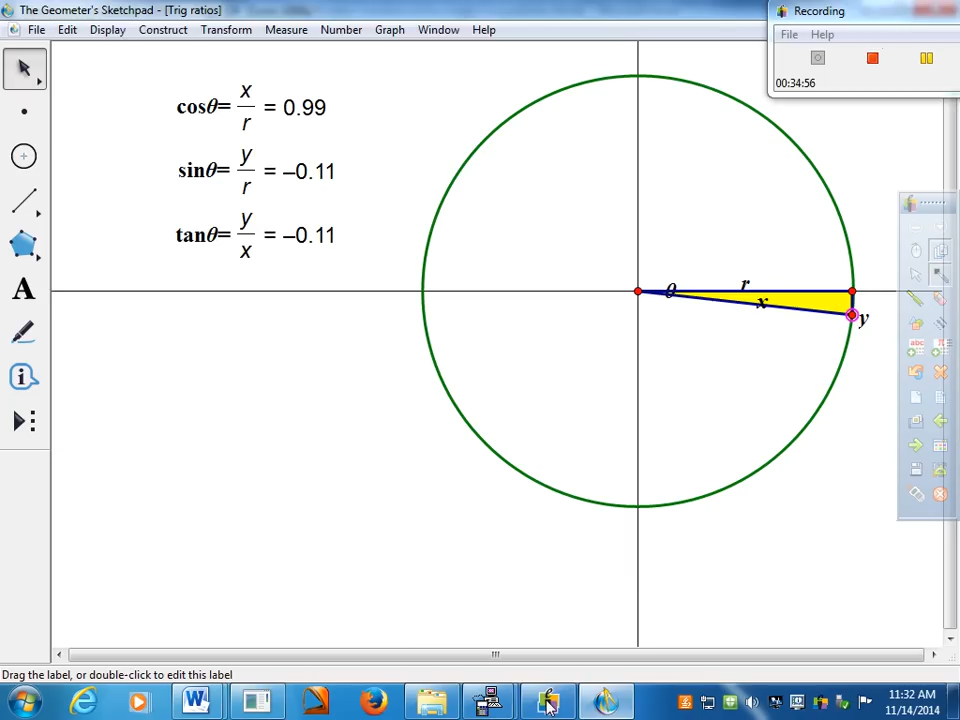 The Geometer's Sketchpad - [Trig ratios]
Recording
File Edit Display Construct Transform Measure Number Graph Window Help
File Help
00:34:56
cosθ= x/r = 0.99
sinθ= y/r = –0.11
tanθ= y/x = –0.11
θ
r
x
y
A
Drag the label, or double-click to edit this label
11:32 AM
11/14/2014